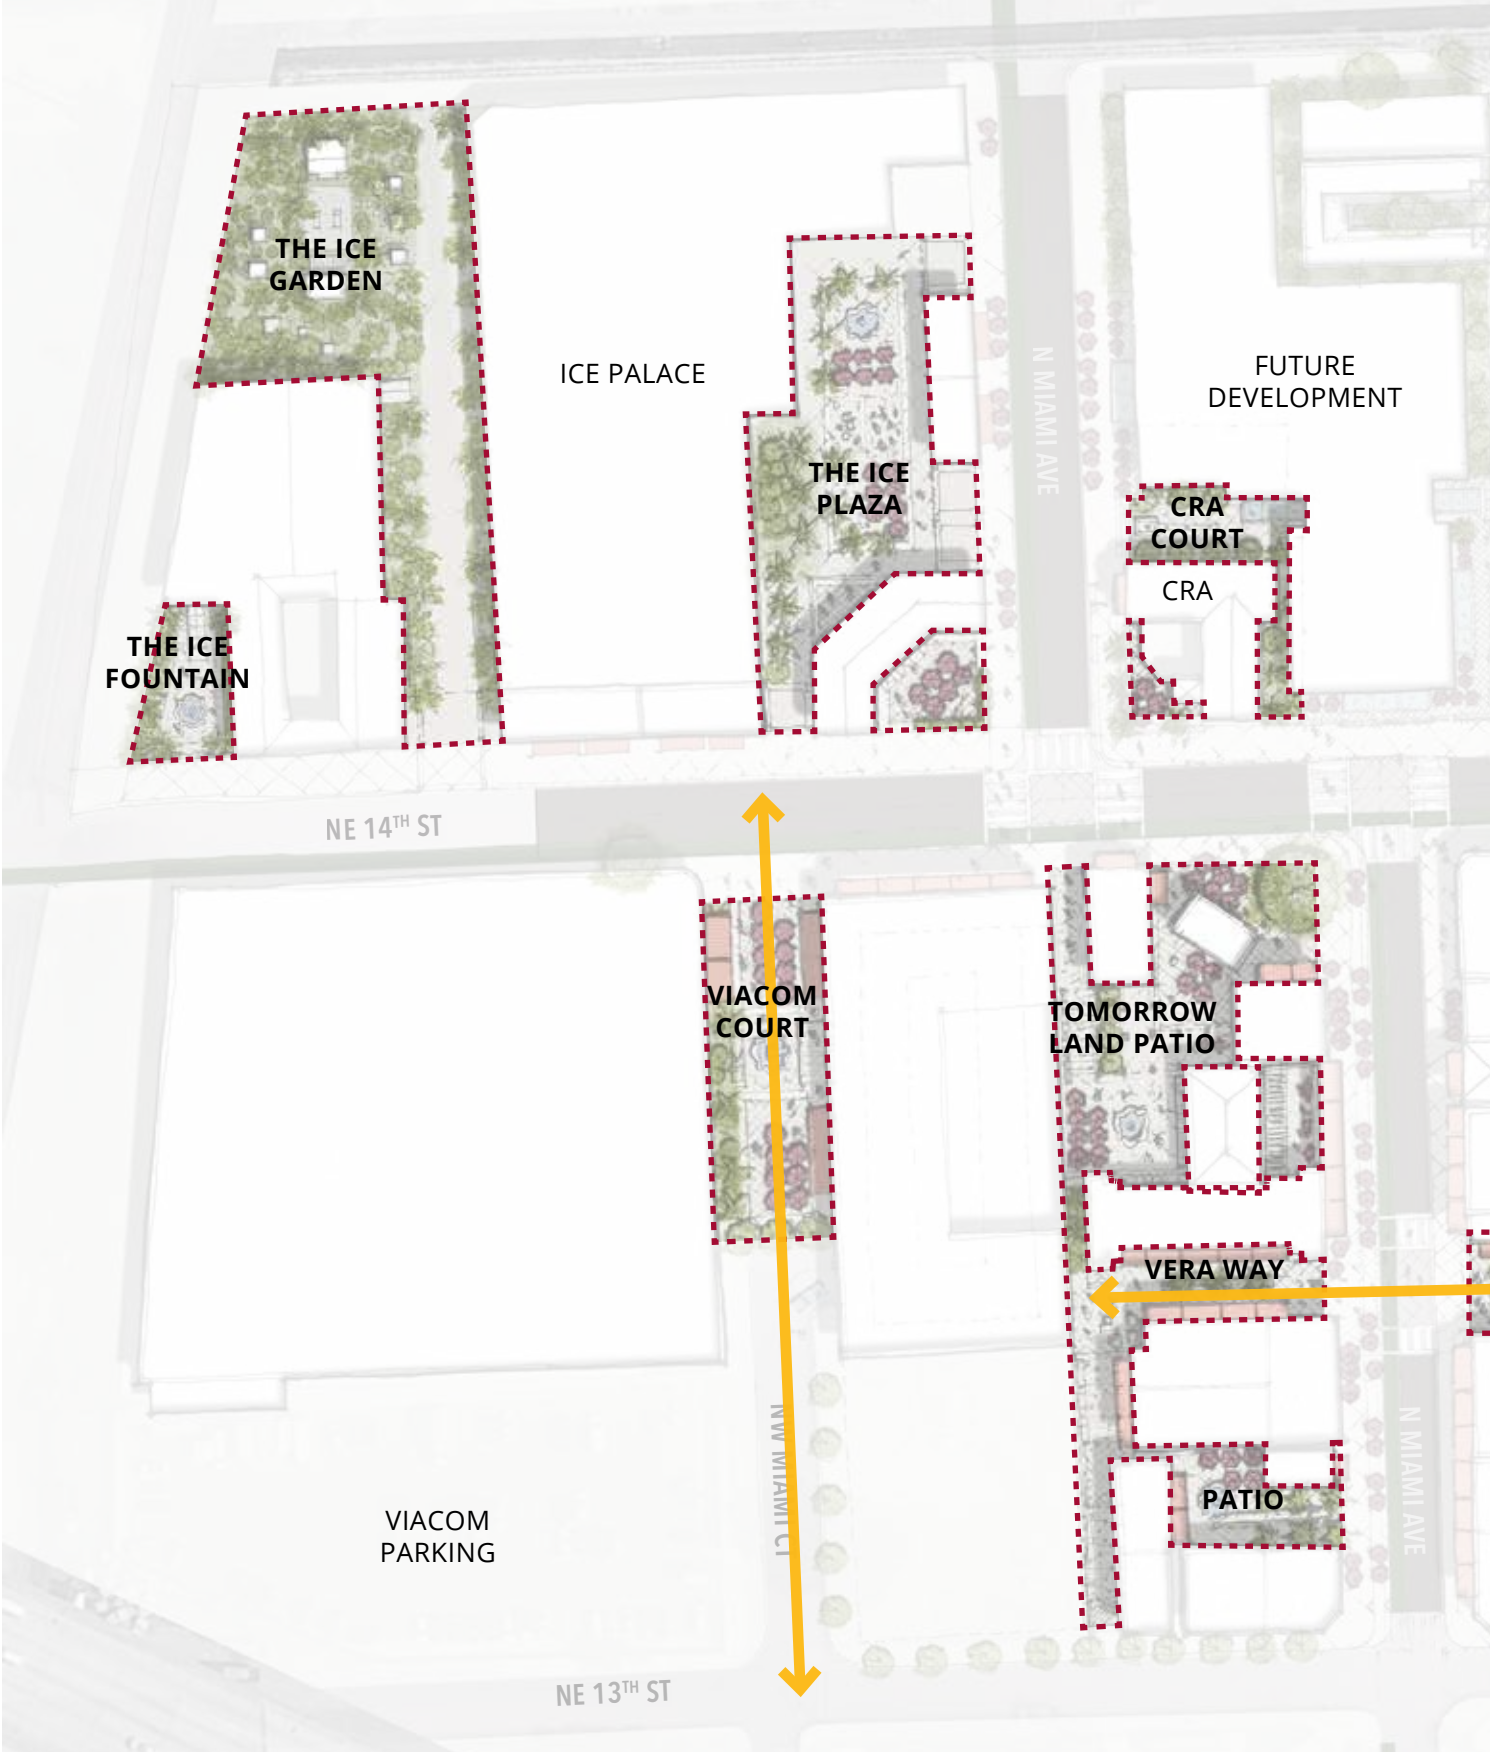 THE ICE
GARDEN
ICE PALACE
N MIAMI AVE
FUTURE
DEVELOPMENT
THE ICE
PLAZA
CRA
COURT
CRA
THE ICE
FOUNTAIN
NE 14TH ST
VIACOM
COURT
TOMORROW
LAND PATIO
VERA WAY
NW MIAMI CT
N MIAMI AVE
PATIO
VIACOM
PARKING
NE 13TH ST